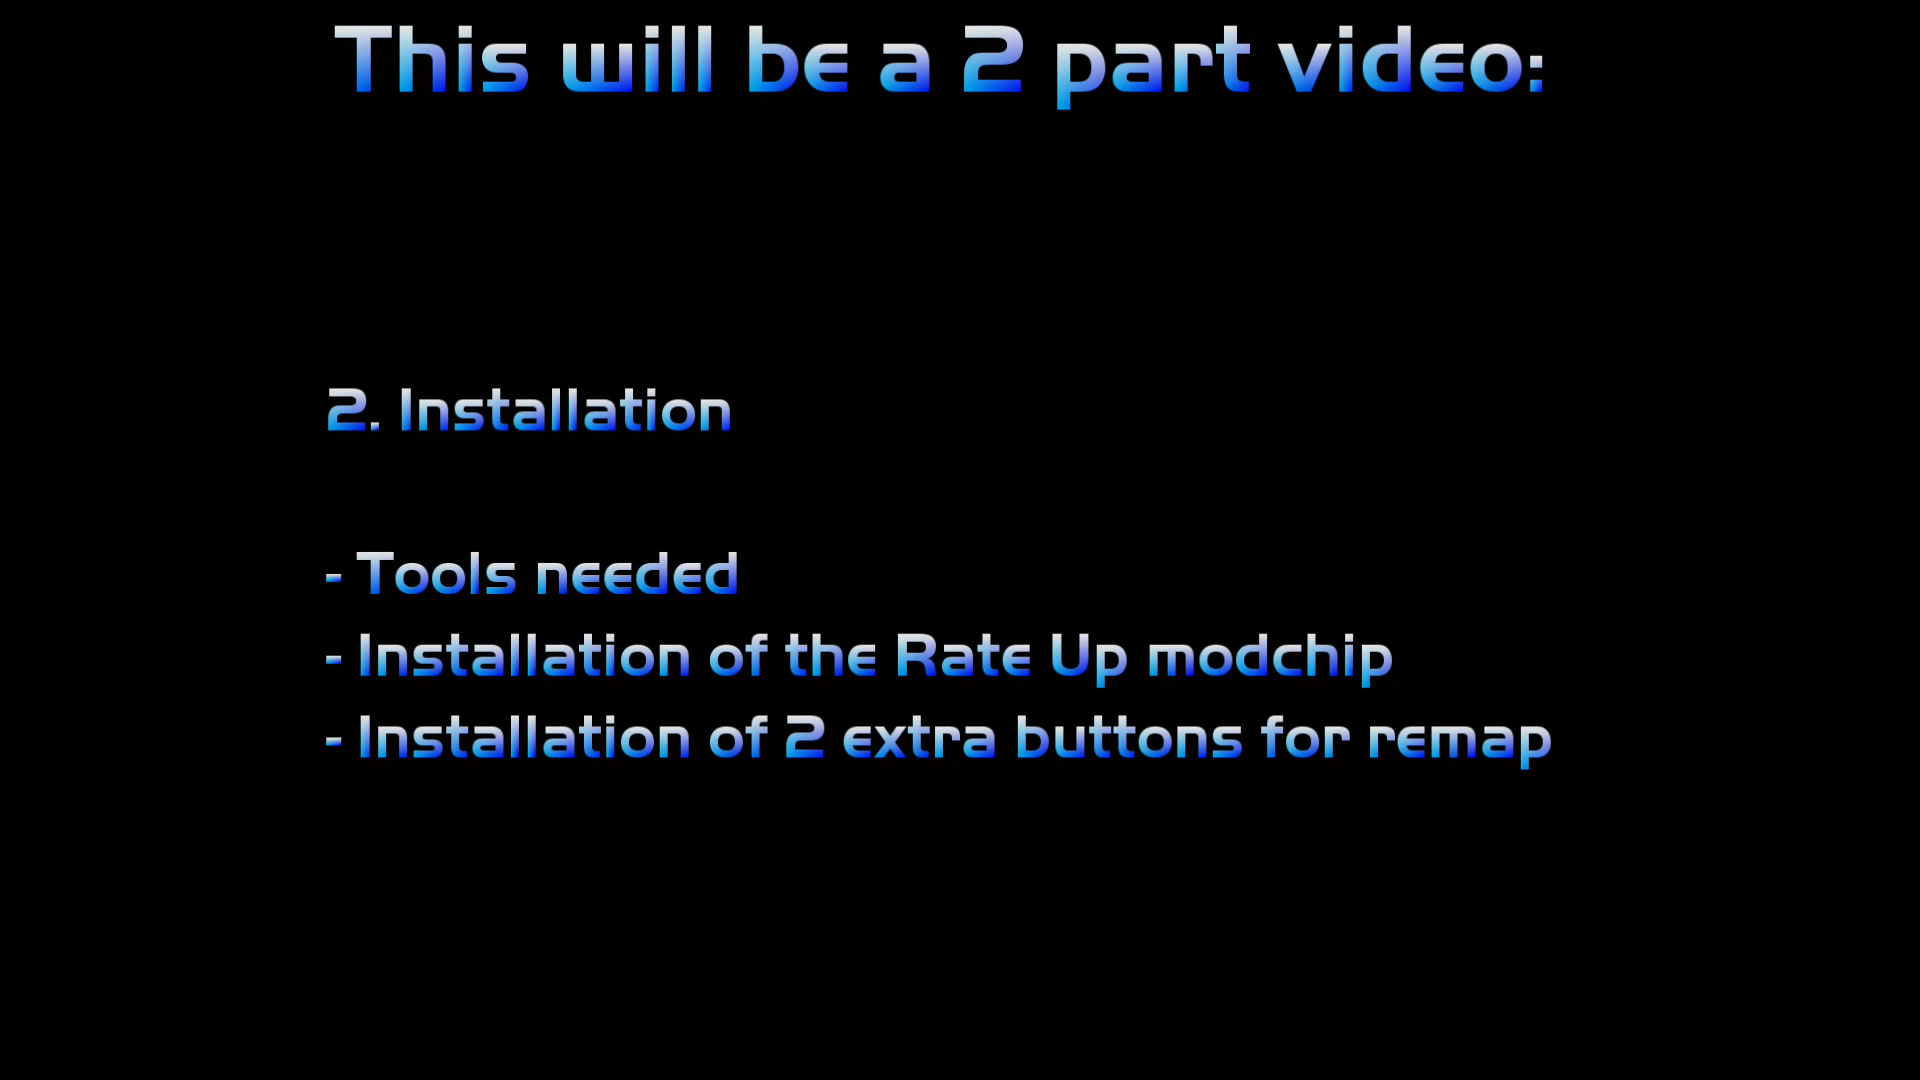 This will be a 2 part video:
2. Installation
- Tools needed
- Installation of the Rate Up modchip
- Installation of 2 extra buttons for remap